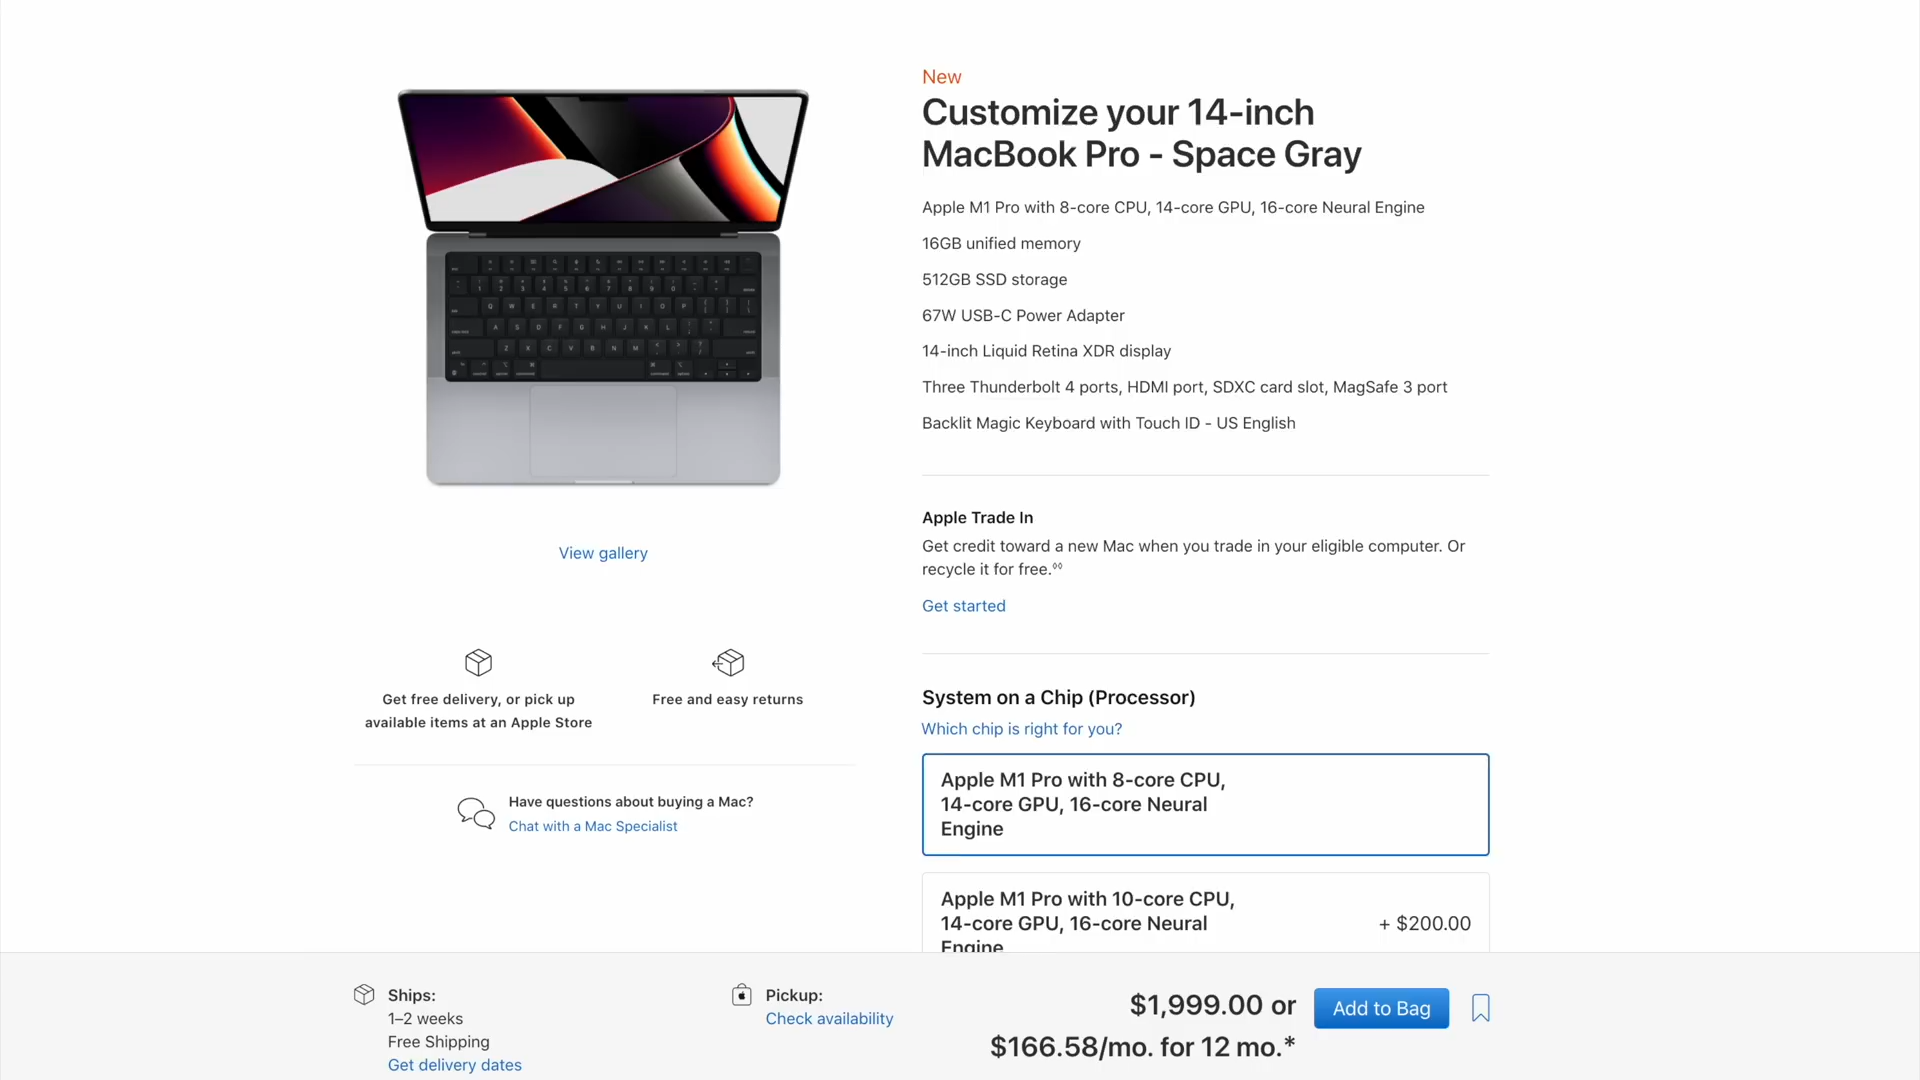 New
Customize your 14-inch
MacBook Pro - Space Gray
Apple M1 Pro with 8-core CPU, 14-core GPU, 16-core Neural Engine
16GB unified memory
512GB SSD storage
67W USB-C Power Adapter
14-inch Liquid Retina XDR display
Three Thunderbolt 4 ports, HDMI port, SDXC card slot, MagSafe 3 port
Backlit Magic Keyboard with Touch ID - US English
View gallery
Get free delivery, or pick up
available items at an Apple Store
Free and easy returns
Have questions about buying a Mac?
Chat with a Mac Specialist
Apple Trade In
Get credit toward a new Mac when you trade in your eligible computer. Or
recycle it for free.◊◊
Get started
System on a Chip (Processor)
Which chip is right for you?
Apple M1 Pro with 8-core CPU,
14-core GPU, 16-core Neural
Engine
Apple M1 Pro with 10-core CPU,
14-core GPU, 16-core Neural
Engine
+ $200.00
Ships:
1–2 weeks
Free Shipping
Get delivery dates
Pickup:
Check availability
$1,999.00 or
$166.58/mo. for 12 mo.*
Add to Bag